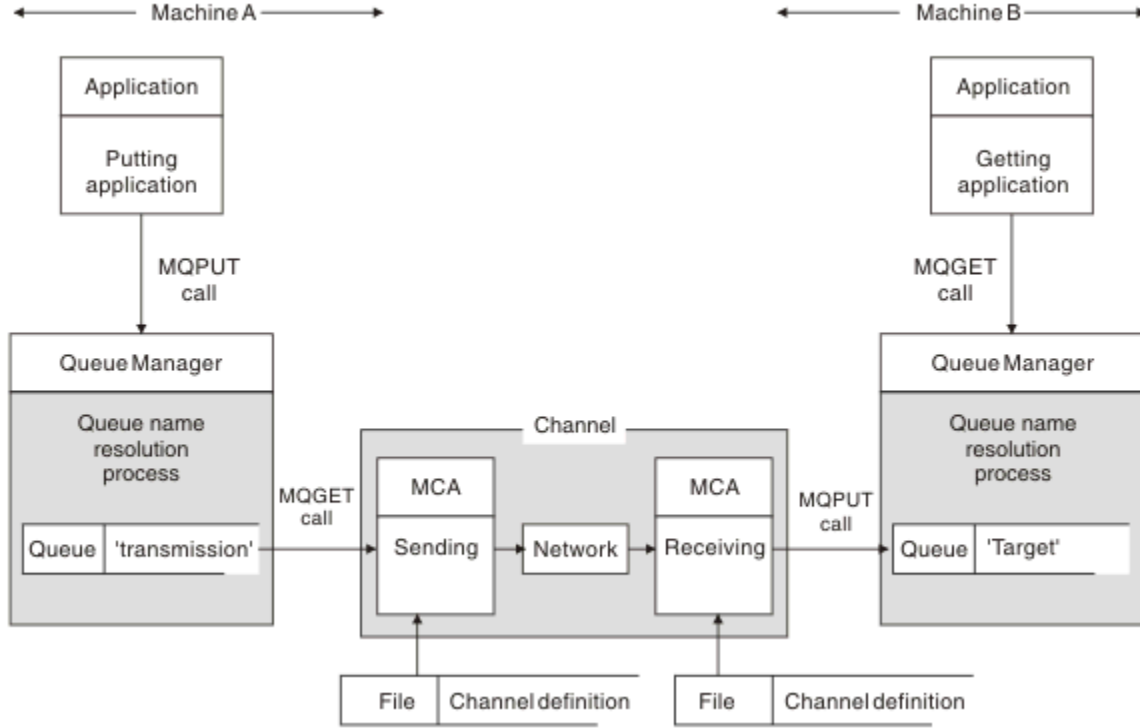 Machine A
Machine B
Application
Putting
application
Application
Getting
application
MQPUT
call
MQGET
call
Queue Manager
Queue name
resolution
process
Queue 'transmission'
MQGET
call
Channel
MCA
Sending
Network
MCA
Receiving
MQPUT
call
Queue Manager
Queue name
resolution
process
Queue 'Target'
File Channel definition
File Channel definition